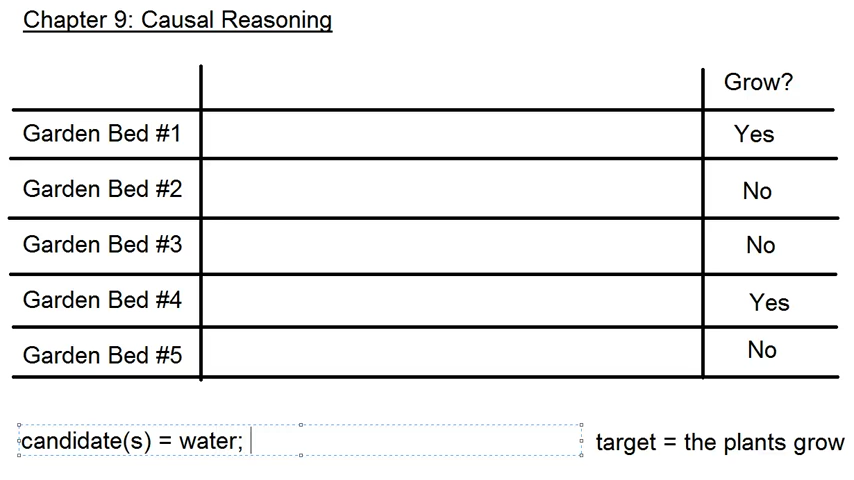 Chapter 9: Causal Reasoning
Grow?
Garden Bed #1 Yes
Garden Bed #2 No
Garden Bed #3 No
Garden Bed #4 Yes
Garden Bed #5 No
candidate(s) = water; target = the plants grow